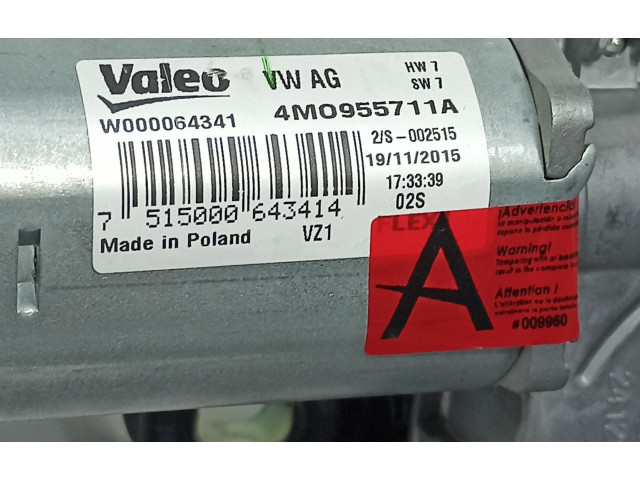 Valeo VW AG HW 7
SW 7
W000064341 4M0955711A
2/S-002515
19/11/2015
17:33:39
02S
7 515000 643414
Made in Poland VZ1
FLEX
A
¡Advertencia!
Warning!
Attention !
#009960